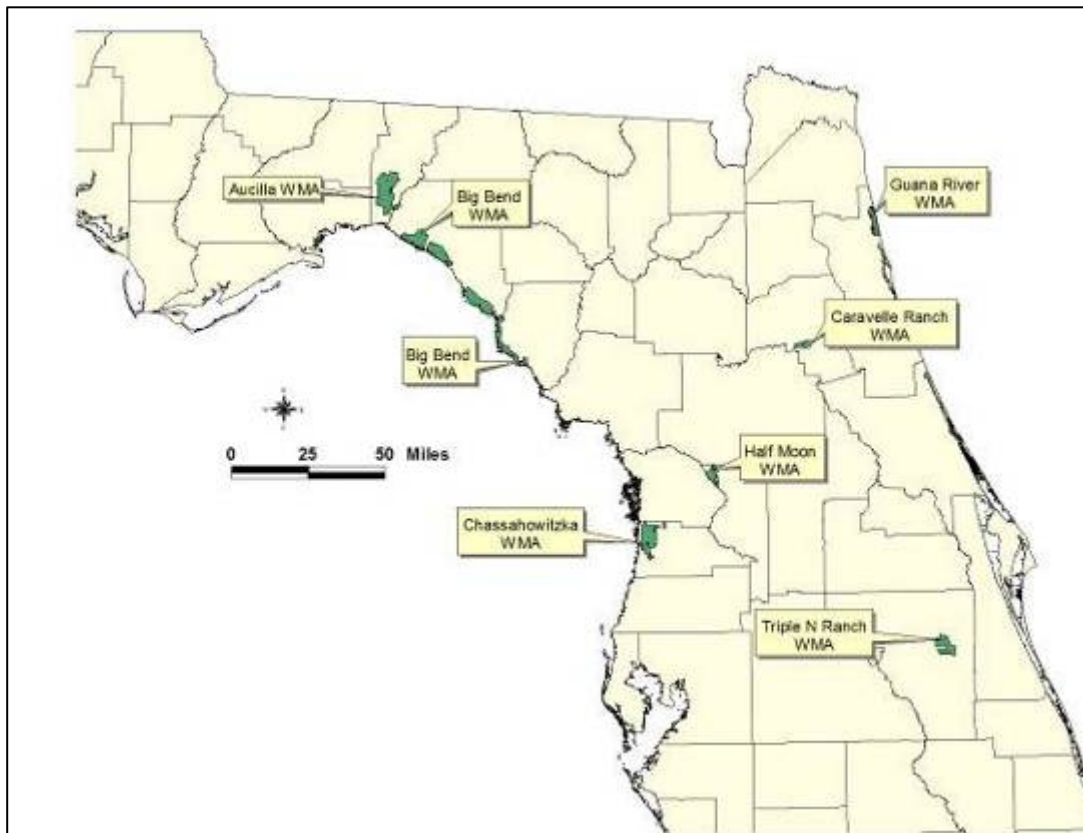 Aucilla WMA
Big Bend
WMA
Guana River
WMA
Caravelle Ranch
WMA
Big Bend
WMA
0 25 50 Miles
Half Moon
WMA
Chassahowitzka
WMA
Triple N Ranch
WMA